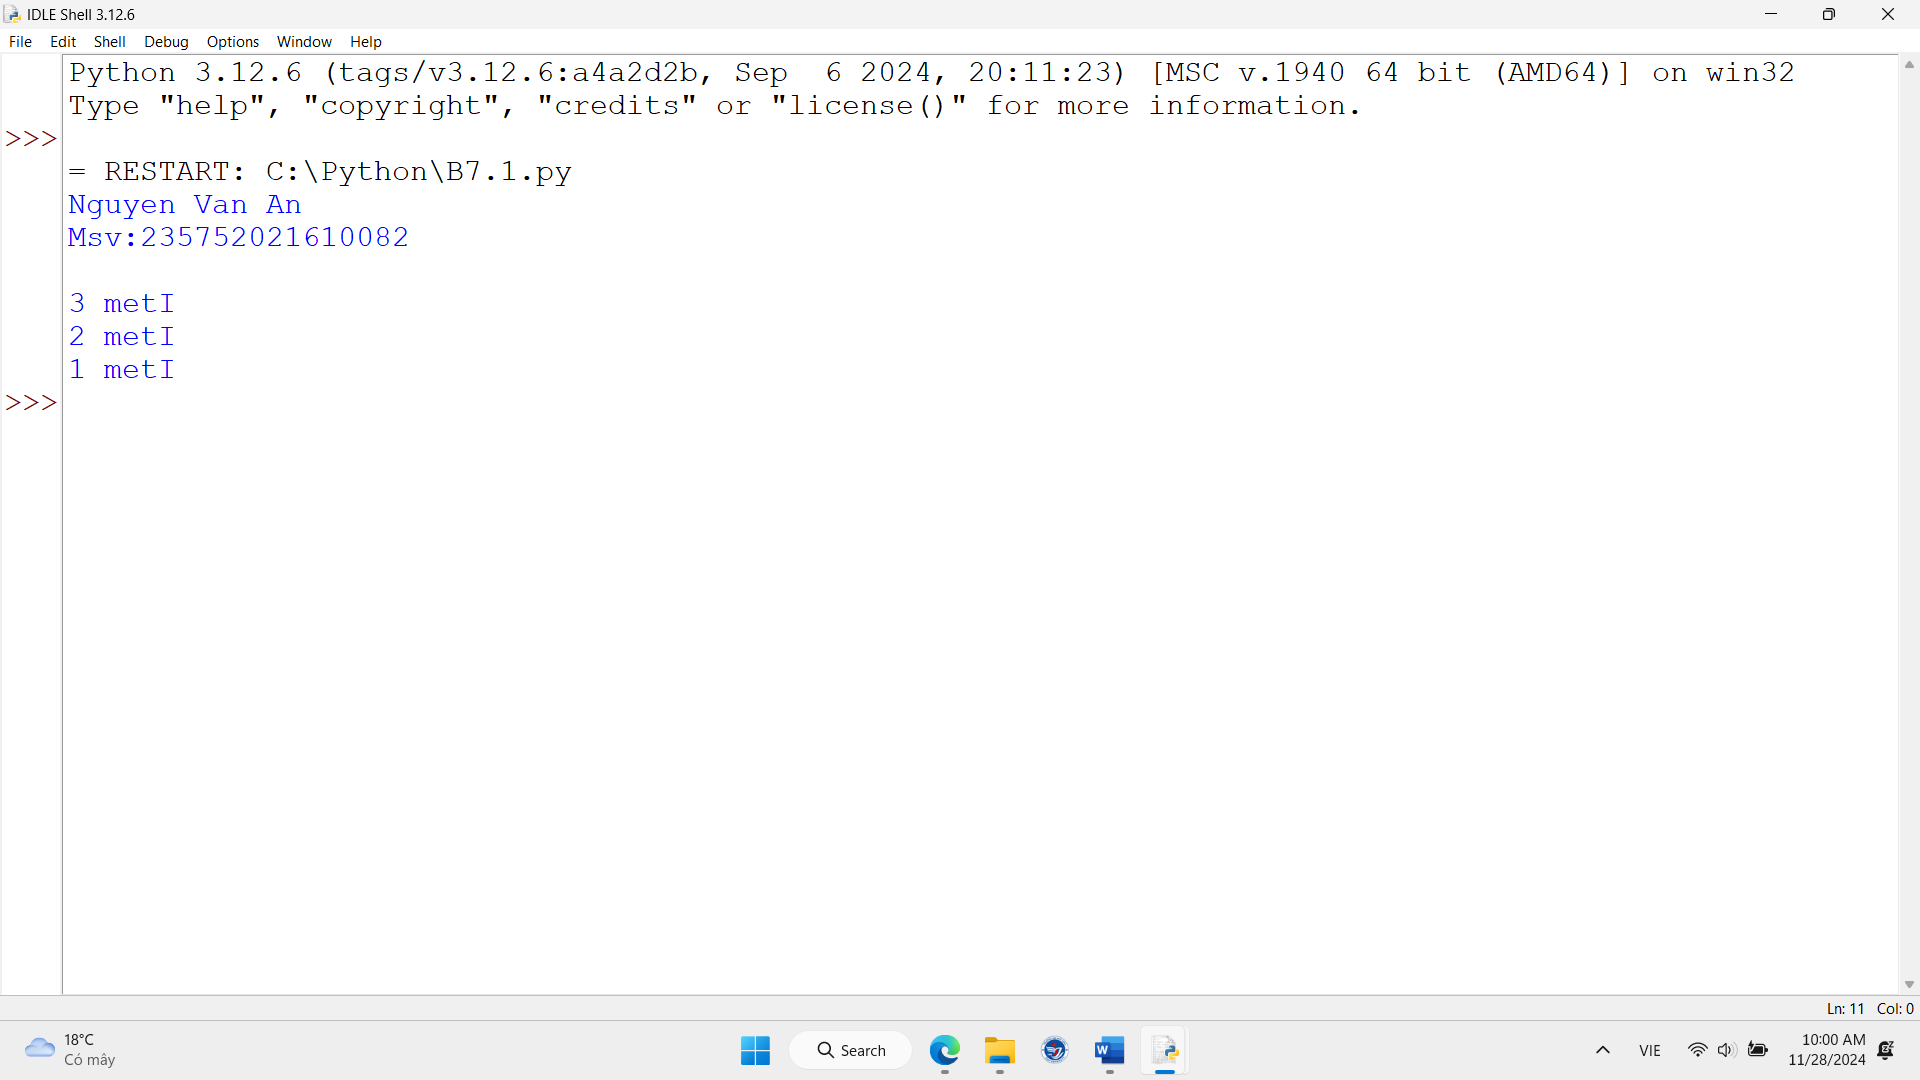 IDLE Shell 3.12.6
File Edit Shell Debug Options Window Help
Python 3.12.6 (tags/v3.12.6:a4a2d2b, Sep  6 2024, 20:11:23) [MSC v.1940 64 bit (AMD64)] on win32
Type "help", "copyright", "credits" or "license()" for more information.
>>>
= RESTART: C:\Python\B7.1.py
Nguyen Van An
Msv:235752021610082
3 metI
2 metI
1 metI
>>>
Ln: 11 Col: 0
18°C
Có mây
Search
VIE
10:00 AM
11/28/2024